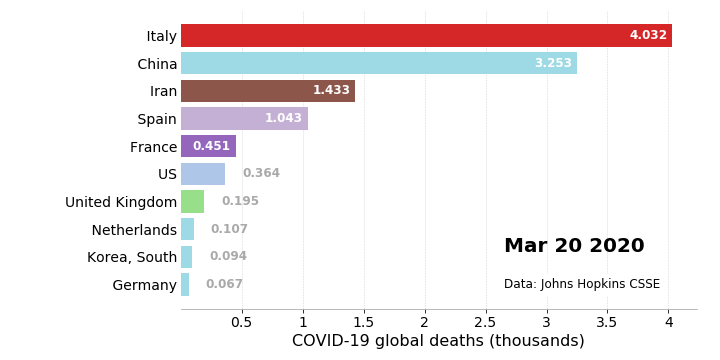 Italy 4.032
China 3.253
Iran 1.433
Spain 1.043
France 0.451
US 0.364
United Kingdom 0.195
Netherlands 0.107
Korea, South 0.094
Germany 0.067
Mar 20 2020
Data: Johns Hopkins CSSE
0.5 1 1.5 2 2.5 3 3.5 4
COVID-19 global deaths (thousands)